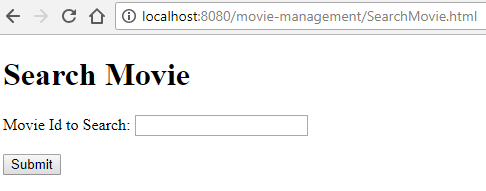 localhost:8080/movie-management/SearchMovie.html
Search Movie
Movie Id to Search:
Submit